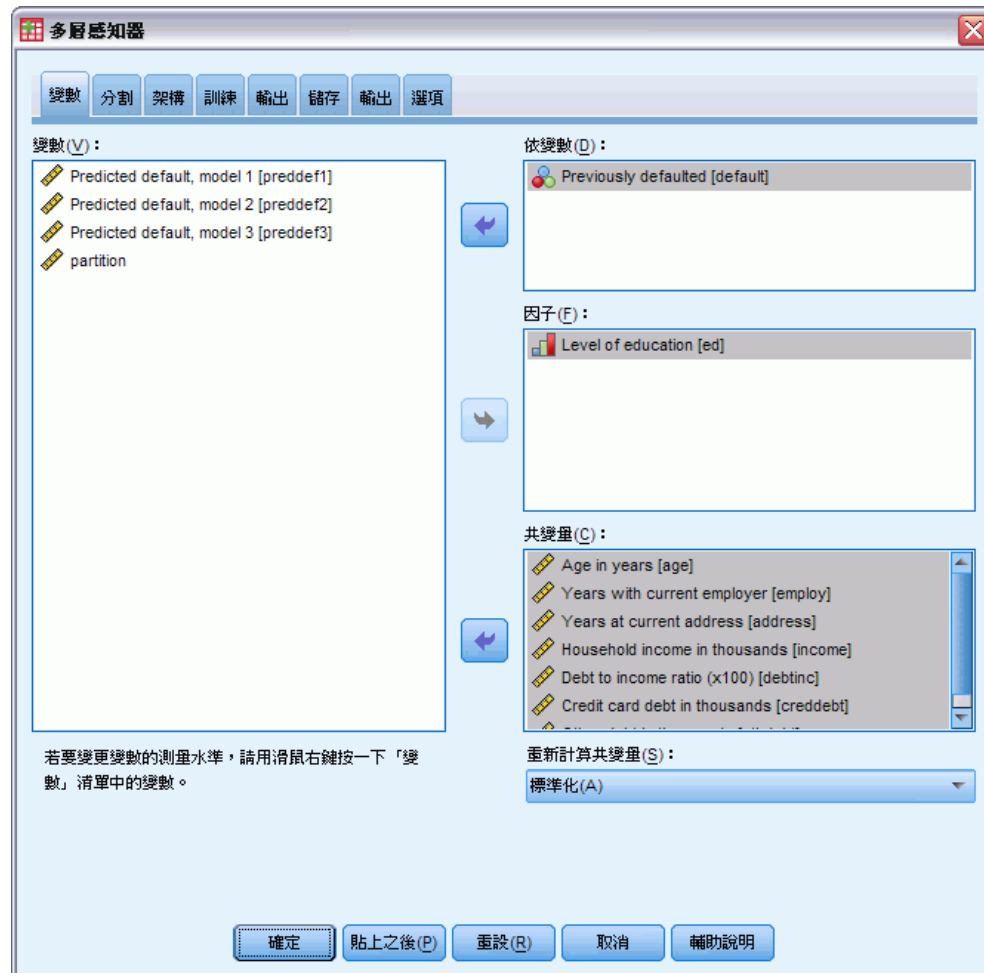 多層感知器
變數 分割 架構 訓練 輸出 儲存 輸出 選項
變數(V)：
Predicted default, model 1 [preddef1]
Predicted default, model 2 [preddef2]
Predicted default, model 3 [preddef3]
partition
依變數(D)：
Previously defaulted [default]
因子(F)：
Level of education [ed]
共變量(C)：
Age in years [age]
Years with current employer [employ]
Years at current address [address]
Household income in thousands [income]
Debt to income ratio (x100) [debtinc]
Credit card debt in thousands [creddebt]
若要變更變數的測量水準，請用滑鼠右鍵按一下「變
數」清單中的變數。
重新計算共變量(S)：
標準化(A)
確定 貼上之後(P) 重設(R) 取消 輔助說明